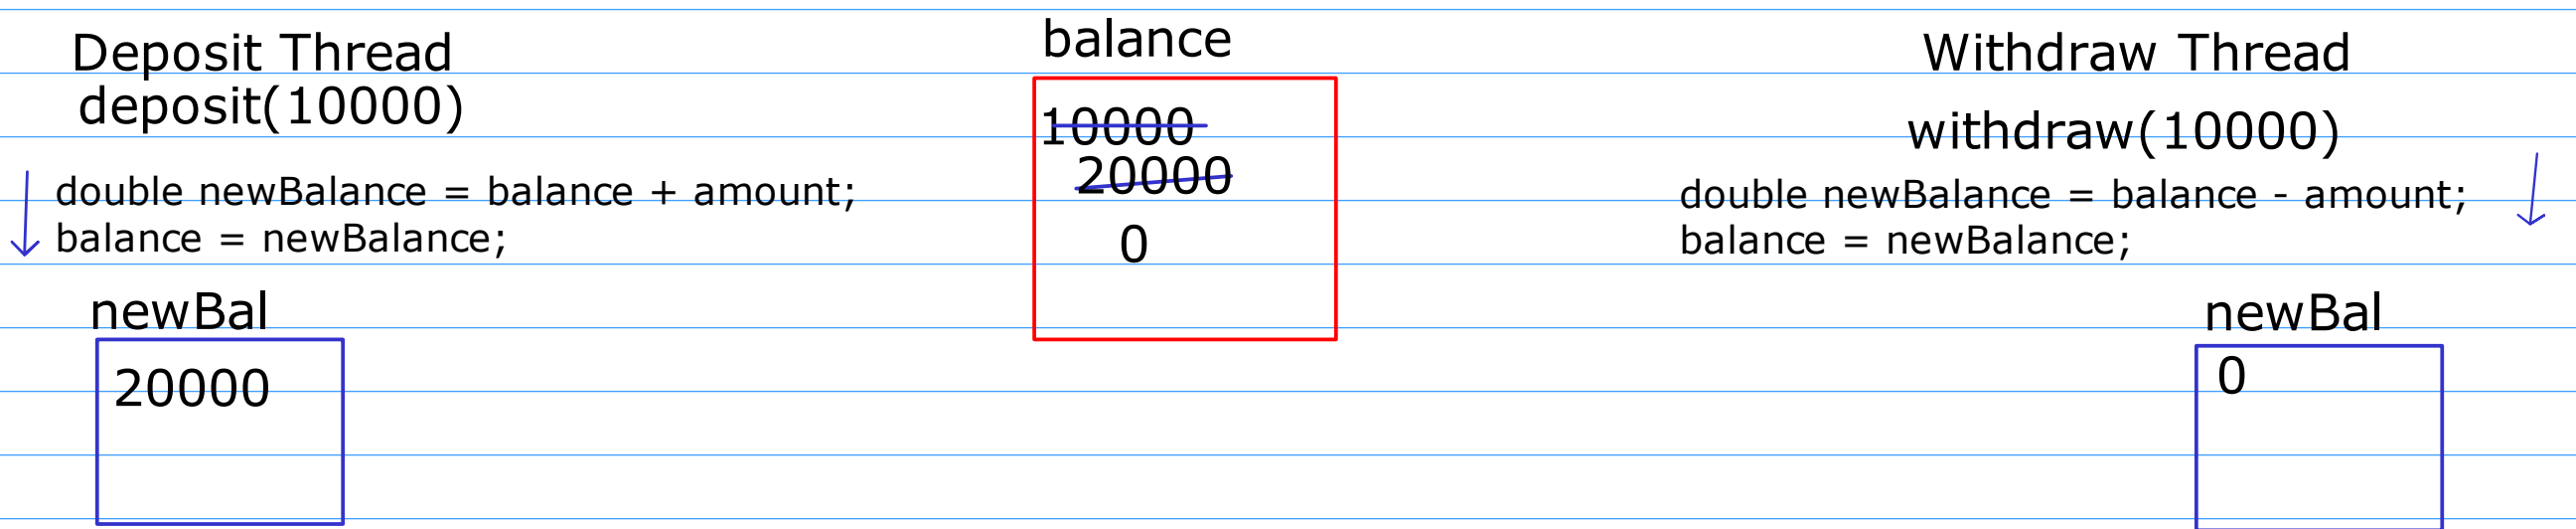 Deposit Thread
deposit(10000)
double newBalance = balance + amount;
balance = newBalance;
newBal
20000
balance
10000
20000
0
Withdraw Thread
withdraw(10000)
double newBalance = balance - amount;
balance = newBalance;
newBal
0